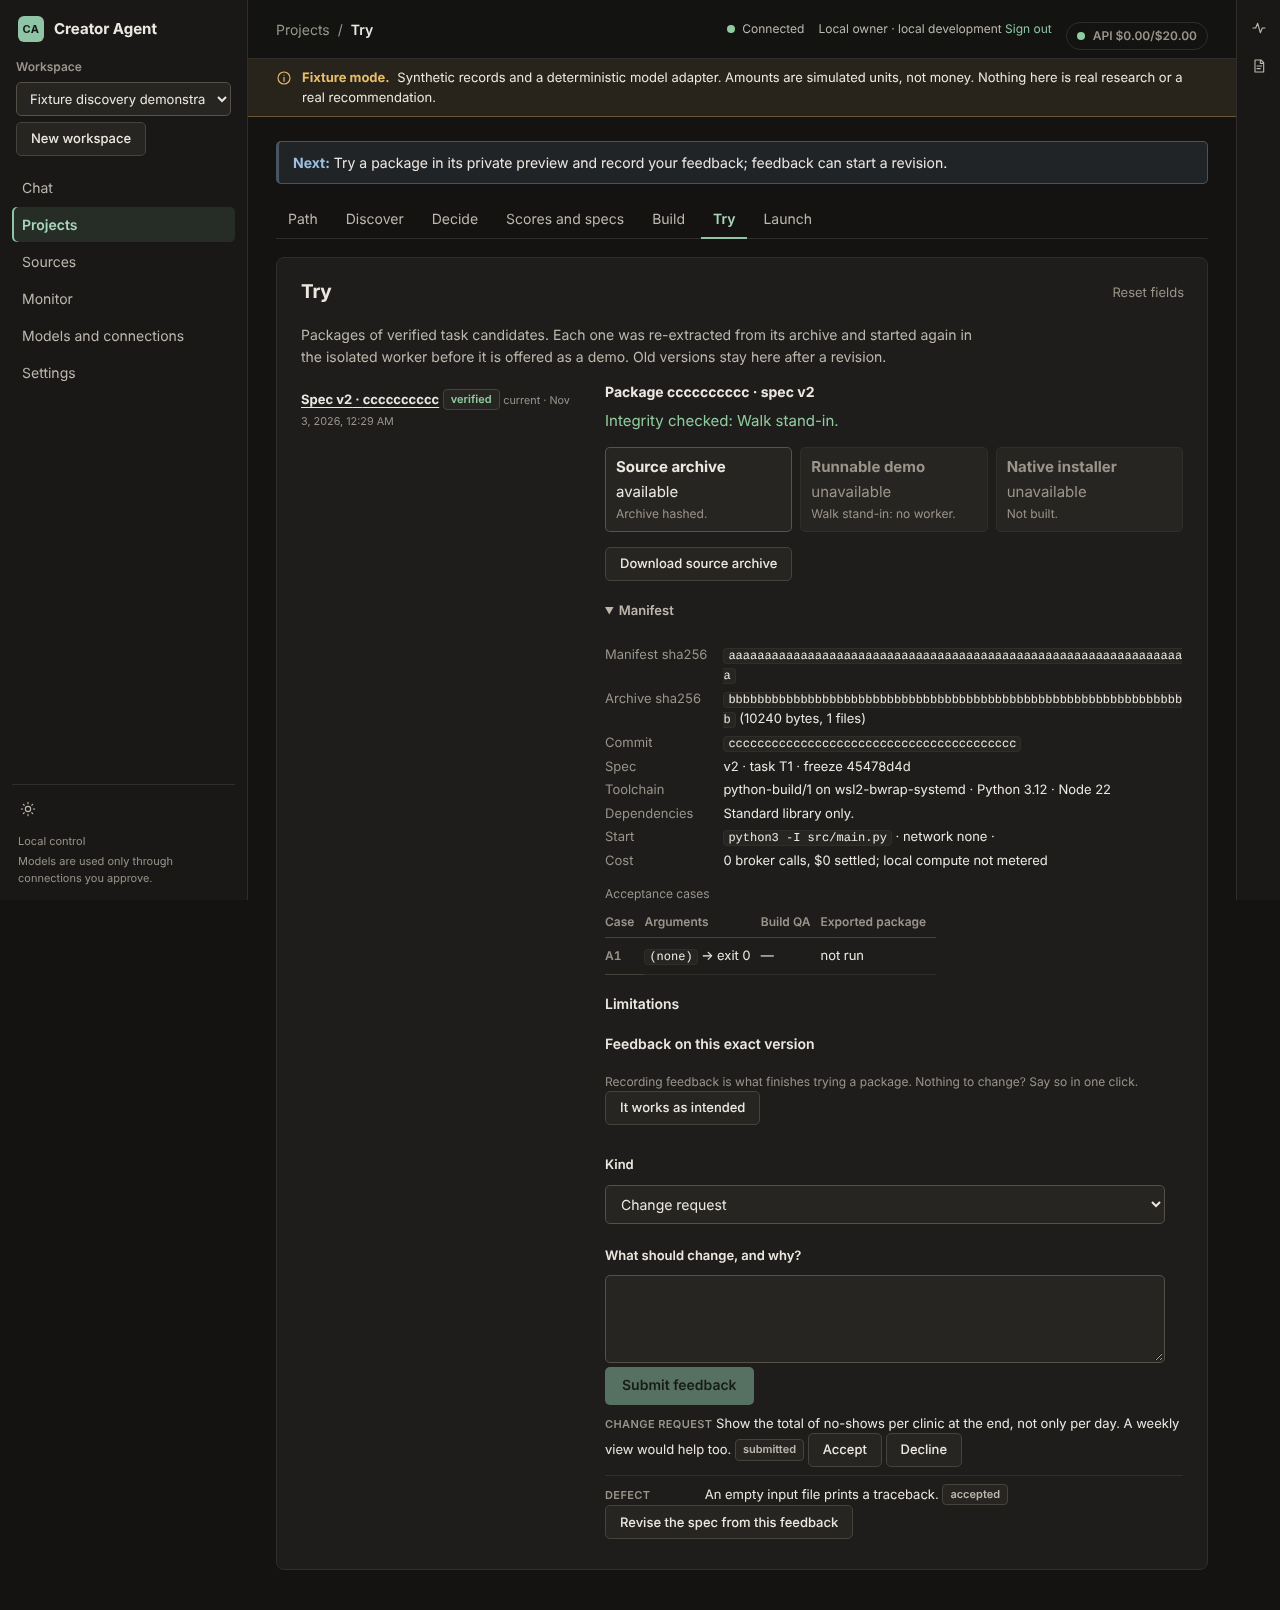 CA Creator Agent
Workspace
Fixture discovery demonstra
New workspace
Chat
Projects
Sources
Monitor
Models and connections
Settings
Local control
Models are used only through
connections you approve.
Projects / Try
Connected Local owner · local development Sign out API $0.00/$20.00
Fixture mode. Synthetic records and a deterministic model adapter. Amounts are simulated units, not money. Nothing here is real research or a
real recommendation.
Next: Try a package in its private preview and record your feedback; feedback can start a revision.
Path Discover Decide Scores and specs Build Try Launch
Try
Reset fields
Packages of verified task candidates. Each one was re-extracted from its archive and started again in
the isolated worker before it is offered as a demo. Old versions stay here after a revision.
Spec v2 · cccccccccc verified current · Nov
3, 2026, 12:29 AM
Package cccccccccc · spec v2
Integrity checked: Walk stand-in.
Source archive
available
Archive hashed.
Runnable demo
unavailable
Walk stand-in: no worker.
Native installer
unavailable
Not built.
Download source archive
▼ Manifest
Manifest sha256 aaaaaaaaaaaaaaaaaaaaaaaaaaaaaaaaaaaaaaaaaaaaaaaaaaaaaaaaaaaaaaa
a
Archive sha256 bbbbbbbbbbbbbbbbbbbbbbbbbbbbbbbbbbbbbbbbbbbbbbbbbbbbbbbbbbbbbbb
b (10240 bytes, 1 files)
Commit cccccccccccccccccccccccccccccccccccccccc
Spec v2 · task T1 · freeze 45478d4d
Toolchain python-build/1 on wsl2-bwrap-systemd · Python 3.12 · Node 22
Dependencies Standard library only.
Start python3 -I src/main.py · network none ·
Cost 0 broker calls, $0 settled; local compute not metered
Acceptance cases
Case Arguments Build QA Exported package
A1 (none) → exit 0 — not run
Limitations
Feedback on this exact version
Recording feedback is what finishes trying a package. Nothing to change? Say so in one click.
It works as intended
Kind
Change request
What should change, and why?
Submit feedback
CHANGE REQUEST Show the total of no-shows per clinic at the end, not only per day. A weekly
view would help too. submitted Accept Decline
DEFECT An empty input file prints a traceback. accepted
Revise the spec from this feedback